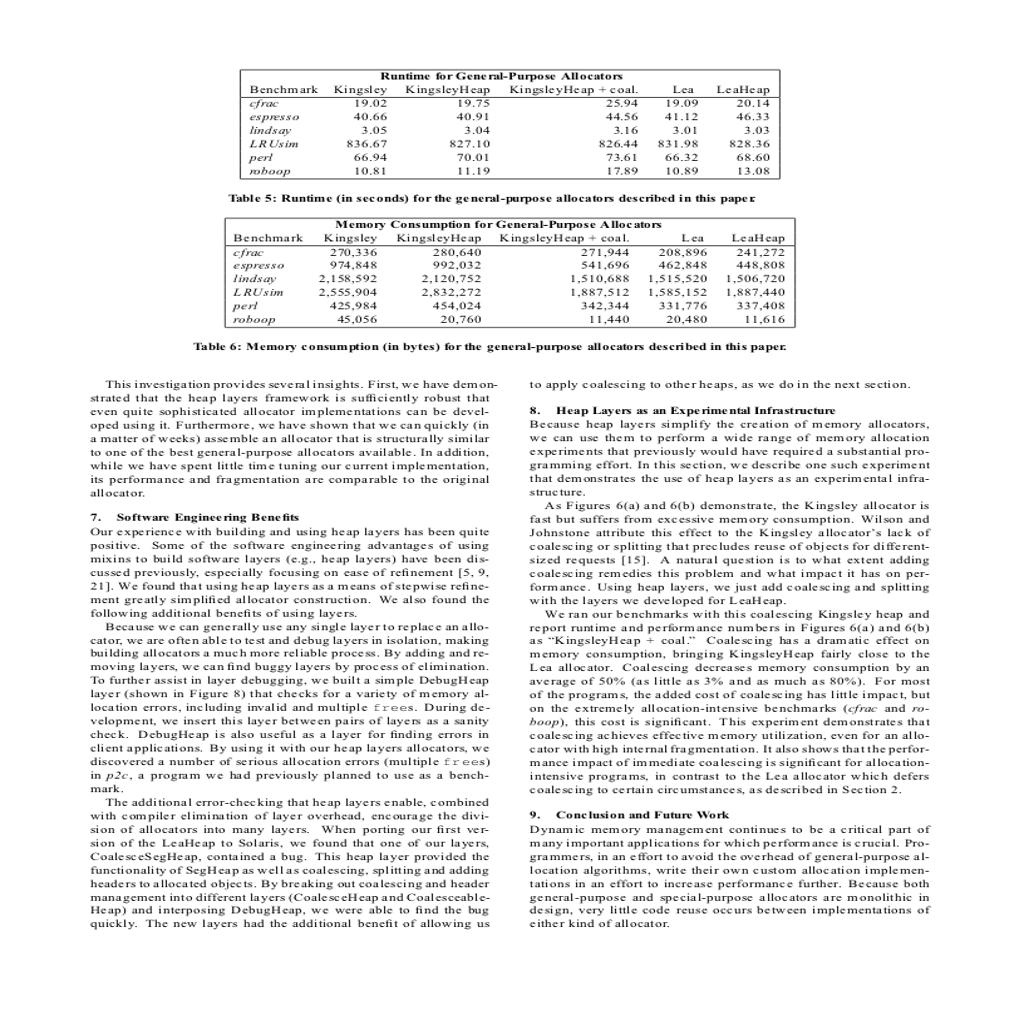 Runtime for General-Purpose Allocators
Benchmark Kingsley KingsleyHeap KingsleyHeap + coal. Lea LeaHeap
cfrac 19.02 19.75 25.94 19.09 20.14
espresso 40.66 40.91 44.56 41.12 46.33
lindsay 3.05 3.04 3.16 3.01 3.03
LRUsim 836.67 827.10 826.44 831.98 828.36
perl 66.94 70.01 73.61 66.32 68.60
roboop 10.81 11.19 17.89 10.89 13.08
Table 5: Runtime (in seconds) for the general-purpose allocators described in this paper.
Memory Consumption for General-Purpose Allocators
Benchmark Kingsley KingsleyHeap KingsleyHeap + coal. Lea LeaHeap
cfrac 270,336 280,640 271,944 208,896 241,272
espresso 974,848 992,032 541,696 462,848 448,808
lindsay 2,158,592 2,120,752 1,510,688 1,515,520 1,506,720
LRUsim 2,555,904 2,832,272 1,887,512 1,585,152 1,887,440
perl 425,984 454,024 342,344 331,776 337,408
roboop 45,056 20,760 11,440 20,480 11,616
Table 6: Memory consumption (in bytes) for the general-purpose allocators described in this paper.
This investigation provides several insights. First, we have demon-
strated that the heap layers framework is sufficiently robust that
even quite sophisticated allocator implementations can be devel-
oped using it. Furthermore, we have shown that we can quickly (in
a matter of weeks) assemble an allocator that is structurally similar
to one of the best general-purpose allocators available. In addition,
while we have spent little time tuning our current implementation,
its performance and fragmentation are comparable to the original
allocator.
7. Software Engineering Benefits
Our experience with building and using heap layers has been quite
positive. Some of the software engineering advantages of using
mixins to build software layers (e.g., heap layers) have been dis-
cussed previously, especially focusing on ease of refinement [5, 9,
21]. We found that using heap layers as a means of stepwise refine-
ment greatly simplified allocator construction. We also found the
following additional benefits of using layers.
Because we can generally use any single layer to replace an allo-
cator, we are often able to test and debug layers in isolation, making
building allocators a much more reliable process. By adding and re-
moving layers, we can find buggy layers by process of elimination.
To further assist in layer debugging, we built a simple DebugHeap
layer (shown in Figure 8) that checks for a variety of memory al-
location errors, including invalid and multiple frees. During de-
velopment, we insert this layer between pairs of layers as a sanity
check. DebugHeap is also useful as a layer for finding errors in
client applications. By using it with our heap layers allocators, we
discovered a number of serious allocation errors (multiple frees)
in p2c, a program we had previously planned to use as a bench-
mark.
The additional error-checking that heap layers enable, combined
with compiler elimination of layer overhead, encourage the divi-
sion of allocators into many layers. When porting our first ver-
sion of the LeaHeap to Solaris, we found that one of our layers,
CoalesceSegHeap, contained a bug. This heap layer provided the
functionality of SegHeap as well as coalescing, splitting and adding
headers to allocated objects. By breaking out coalescing and header
management into different layers (CoalesceHeap and Coalesceable-
Heap) and interposing DebugHeap, we were able to find the bug
quickly. The new layers had the additional benefit of allowing us
to apply coalescing to other heaps, as we do in the next section.
8. Heap Layers as an Experimental Infrastructure
Because heap layers simplify the creation of memory allocators,
we can use them to perform a wide range of memory allocation
experiments that previously would have required a substantial pro-
gramming effort. In this section, we describe one such experiment
that demonstrates the use of heap layers as an experimental infra-
structure.
As Figures 6(a) and 6(b) demonstrate, the Kingsley allocator is
fast but suffers from excessive memory consumption. Wilson and
Johnstone attribute this effect to the Kingsley allocator's lack of
coalescing or splitting that precludes reuse of objects for different-
sized requests [15]. A natural question is to what extent adding
coalescing remedies this problem and what impact it has on per-
formance. Using heap layers, we just add coalescing and splitting
with the layers we developed for LeaHeap.
We ran our benchmarks with this coalescing Kingsley heap and
report runtime and performance numbers in Figures 6(a) and 6(b)
as “KingsleyHeap + coal.” Coalescing has a dramatic effect on
memory consumption, bringing KingsleyHeap fairly close to the
Lea allocator. Coalescing decreases memory consumption by an
average of 50% (as little as 3% and as much as 80%). For most
of the programs, the added cost of coalescing has little impact, but
on the extremely allocation-intensive benchmarks (cfrac and ro-
boop), this cost is significant. This experiment demonstrates that
coalescing achieves effective memory utilization, even for an allo-
cator with high internal fragmentation. It also shows that the perfor-
mance impact of immediate coalescing is significant for allocation-
intensive programs, in contrast to the Lea allocator which defers
coalescing to certain circumstances, as described in Section 2.
9. Conclusion and Future Work
Dynamic memory management continues to be a critical part of
many important applications for which performance is crucial. Pro-
grammers, in an effort to avoid the overhead of general-purpose al-
location algorithms, write their own custom allocation implemen-
tations in an effort to increase performance further. Because both
general-purpose and special-purpose allocators are monolithic in
design, very little code reuse occurs between implementations of
either kind of allocator.